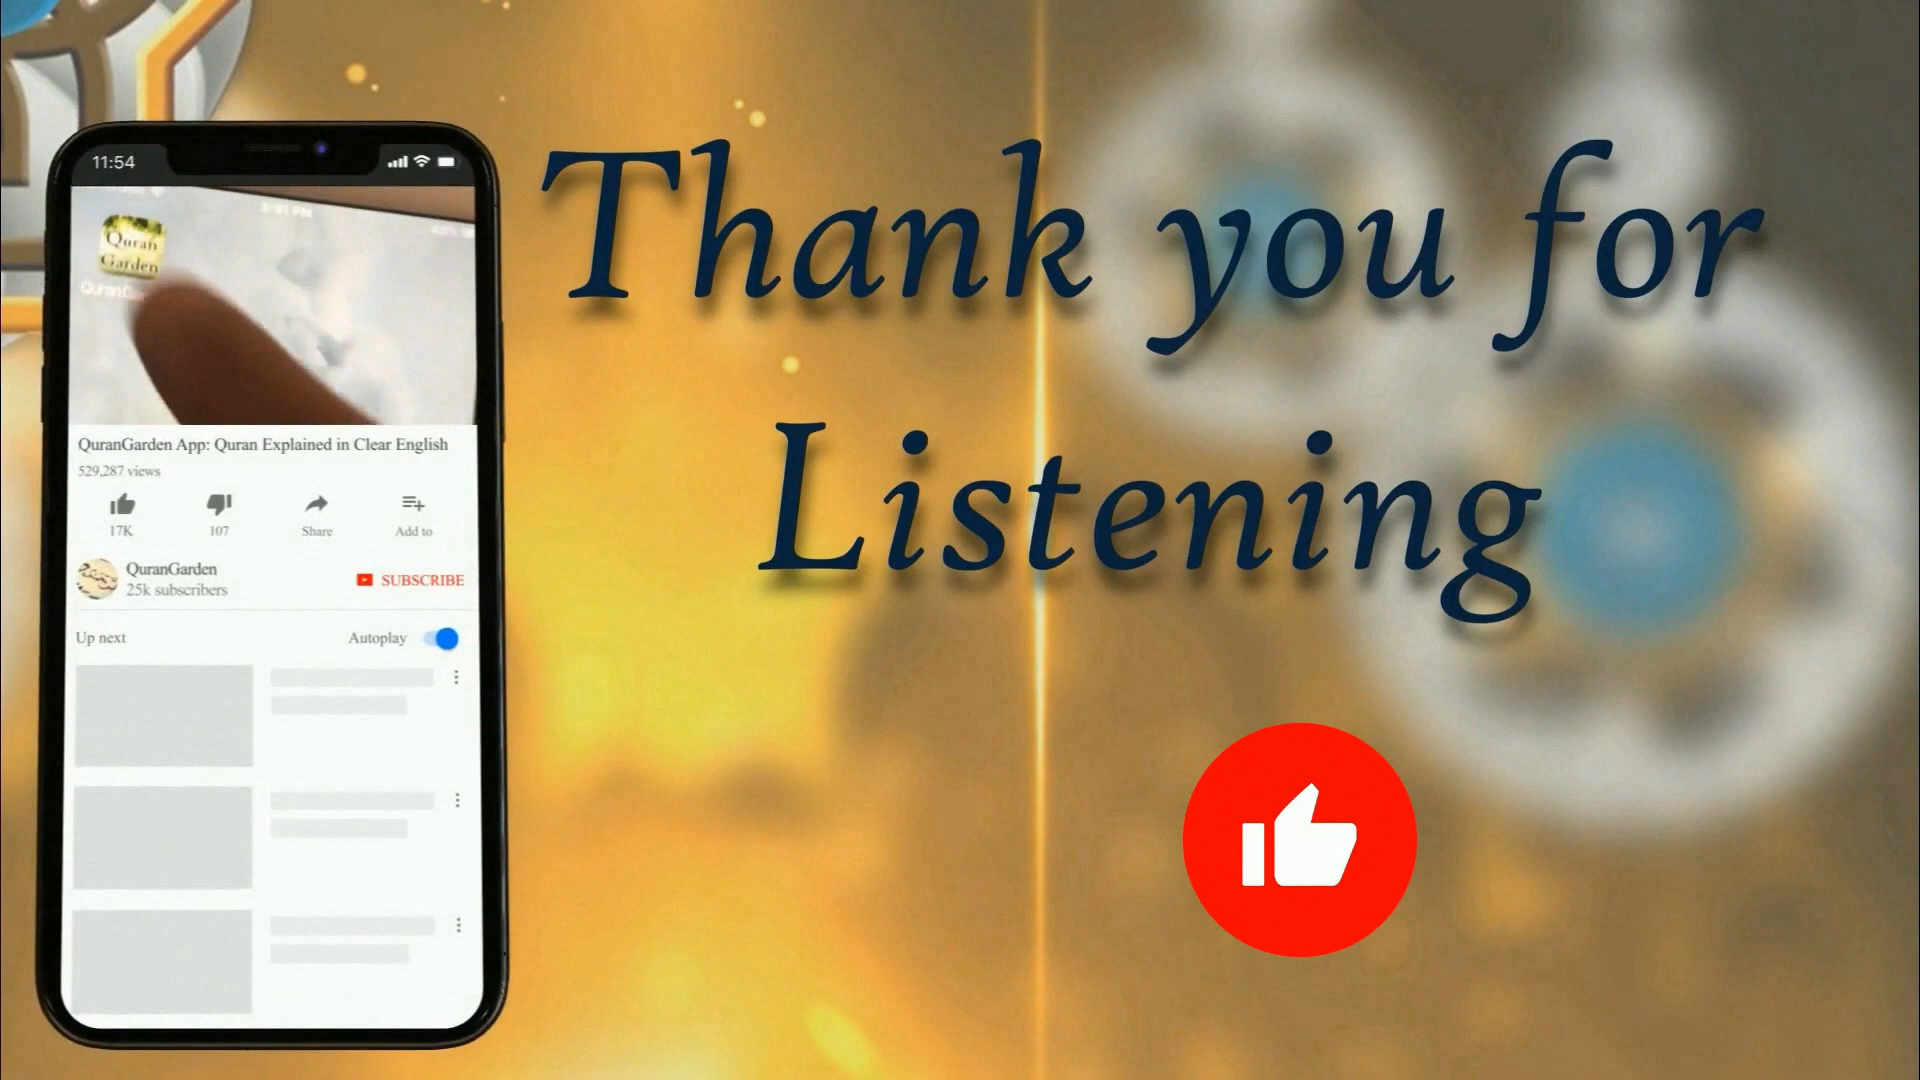 11:54
Quran
Garden
QuranGarden App: Quran Explained in Clear English
529,287 views
17K
107
Share
Add to
QuranGarden
25k subscribers
SUBSCRIBE
Up next
Autoplay
Thank you for
Listening